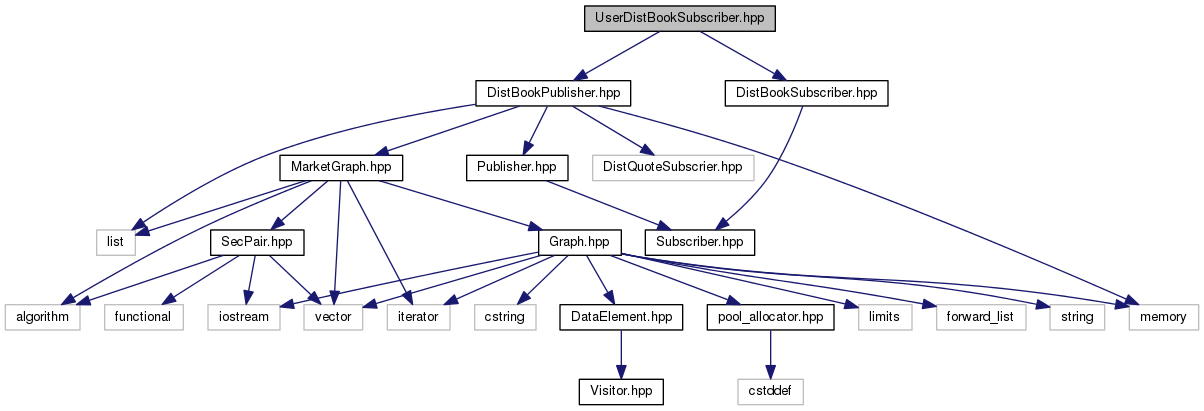 UserDistBookSubscriber.hpp
DistBookPublisher.hpp
DistBookSubscriber.hpp
MarketGraph.hpp
Publisher.hpp
DistQuoteSubscrier.hpp
list
SecPair.hpp
Graph.hpp
Subscriber.hpp
algorithm
functional
iostream
vector
iterator
cstring
DataElement.hpp
pool_allocator.hpp
limits
forward_list
string
memory
Visitor.hpp
cstddef